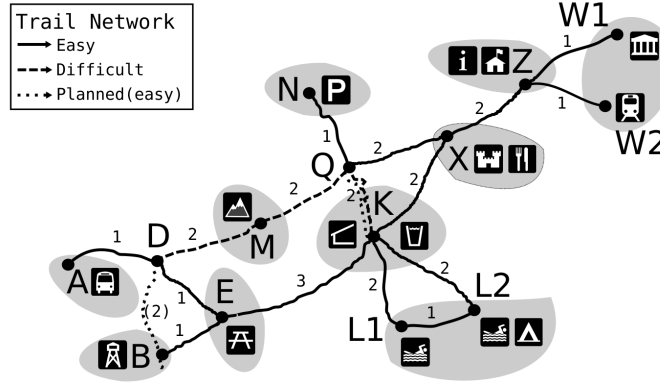 Trail Network
Easy
Difficult
Planned(easy)
W1
1
i
Z
1
W2
N
P
2
1
Q
2
X
2
2
2
K
M
D
2
1
A
1
E
3
2
2
(2)
1
B
L1
1
L2